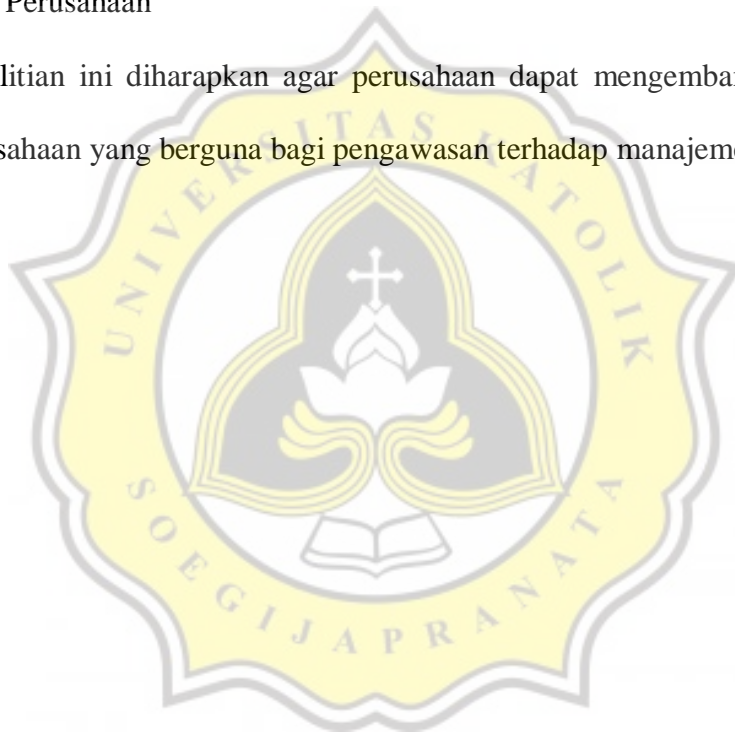 Perusahaan
litian ini diharapkan agar perusahaan dapat mengemba
sahaan yang berguna bagi pengawasan terhadap manajem
UNIVERSITAS KATOLIK
SOEGIJAPRANATA